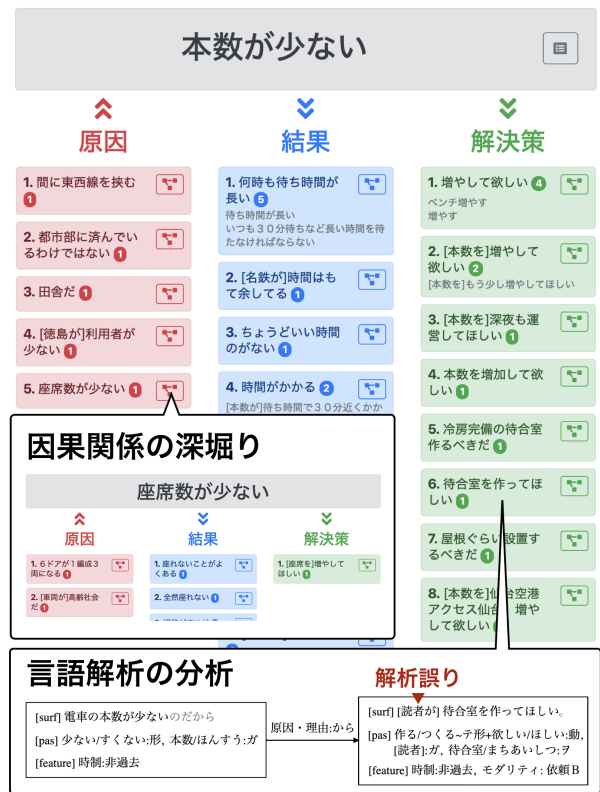 本数が少ない
原因
結果
解決策
1. 間に東西線を挟む
1
2. 都市部に済んでい
るわけではない 1
3. 田舎だ 1
4. [徳島が]利用者が
少ない 1
5. 座席数が少ない 1
1. 何時も待ち時間が
長い 5
待ち時間が長い
いつも３０分待ちなど長い時間を待
たなければならない
2. [名鉄が]時間はも
て余してる 1
3. ちょうどいい時間
のがない 1
4. 時間がかかる 2
[本数が]待ち時間で３０分近くかか
1. 増やして欲しい 4
ベンチ増やす
増やす
2. [本数を]増やして
欲しい 2
[本数を]もう少し増やしてほしい
3. [本数を]深夜も運
営してほしい 1
4. 本数を増加して欲
しい 1
5. 冷房完備の待合室
作るべきだ 1
6. 待合室を作ってほ
しい 1
7. 屋根ぐらい設置す
るべきだ 1
8. [本数を]仙台空港
アクセス仙台 増や
して欲しい
因果関係の深堀り
座席数が少ない
原因
結果
解決策
1. ６ドアが１編成３
両になる 1
2. [車両が]高齢社会
だ 1
1. 座れないことがよ
くある 1
2. 全然座れない 1
1. [座席を]増やして
ほしい 1
言語解析の分析
解析誤り
[surf] 電車の本数が少ないのだから
[pas] 少ない/すくない:形, 本数/ほんすう:ガ
[feature] 時制:非過去
原因・理由:から
[surf] [読者が] 待合室を作ってほしい。
[pas] 作る/つくる~テ形+欲しい/ほしい:動,
[読者]:ガ, 待合室/まちあいしつ:ヲ
[feature] 時制:非過去, モダリティ: 依頼Ｂ